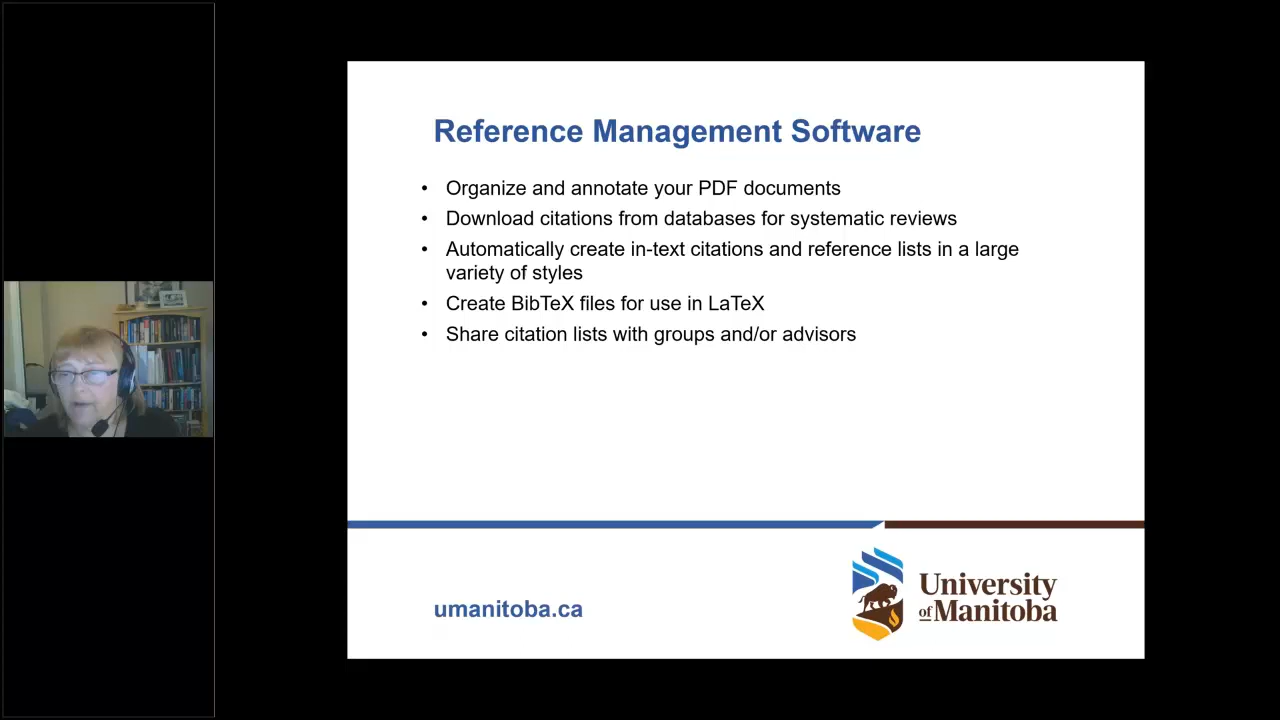 Reference Management Software
• Organize and annotate your PDF documents
• Download citations from databases for systematic reviews
• Automatically create in-text citations and reference lists in a large
variety of styles
• Create BibTeX files for use in LaTeX
• Share citation lists with groups and/or advisors
umanitoba.ca
University
of Manitoba